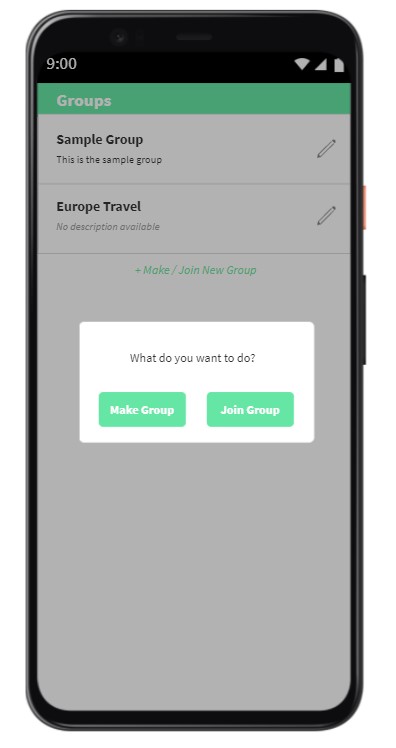 9:00
Groups
Sample Group
This is the sample group
Europe Travel
No description available
+ Make / Join New Group
What do you want to do?
Make Group Join Group